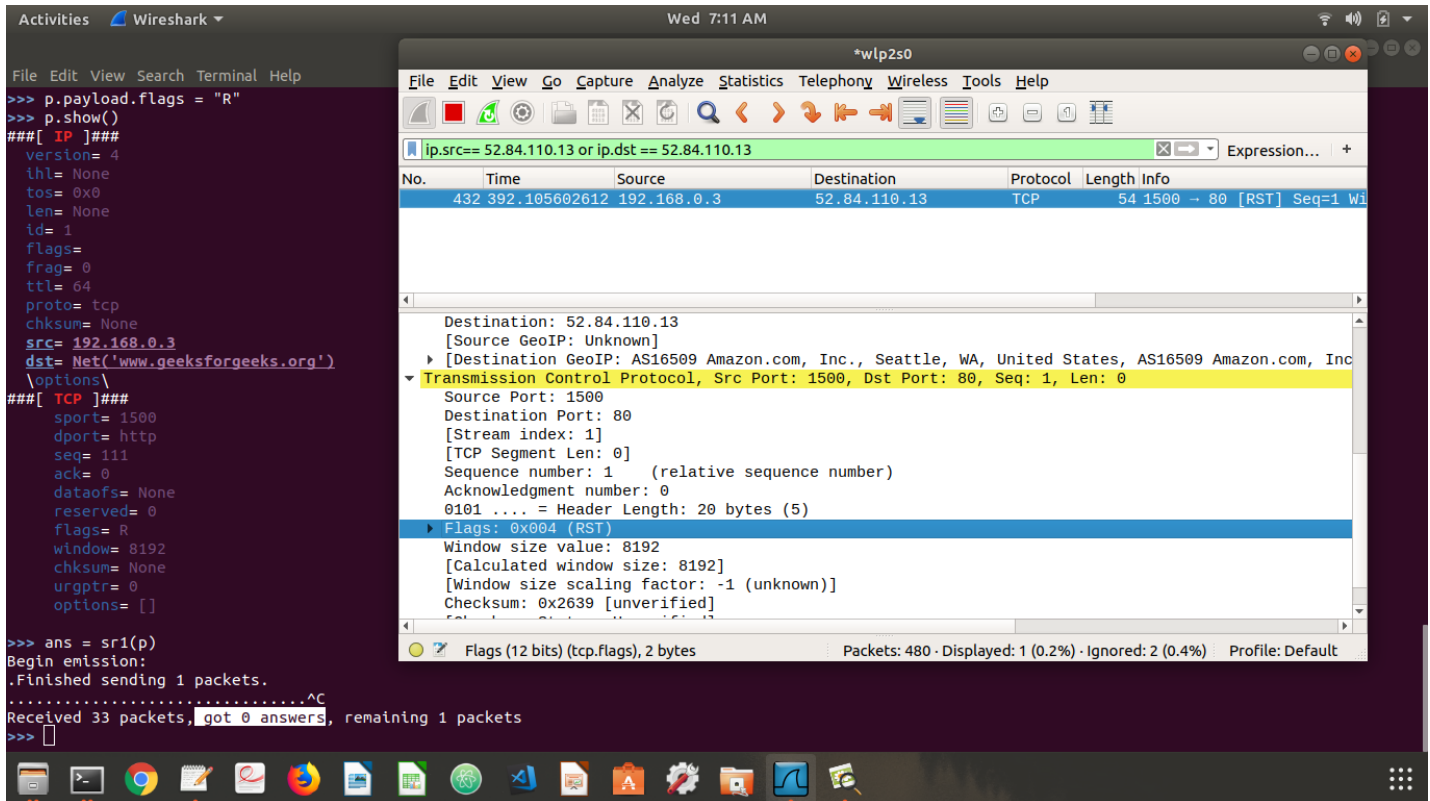 Activities Wireshark Wed 7:11 AM
File Edit View Search Terminal Help
>>> p.payload.flags = "R"
>>> p.show()
###[ IP ]###
version= 4
ihl= None
tos= 0x0
len= None
id= 1
flags=
frag= 0
ttl= 64
proto= tcp
chksum= None
src= 192.168.0.3
dst= Net('www.geeksforgeeks.org')
\options\
###[ TCP ]###
sport= 1500
dport= http
seq= 111
ack= 0
dataofs= None
reserved= 0
flags= R
window= 8192
chksum= None
urgptr= 0
options= []
>>> ans = sr1(p)
Begin emission:
.Finished sending 1 packets.
................................^C
Received 33 packets, got 0 answers, remaining 1 packets
>>>
*wlp2s0
File Edit View Go Capture Analyze Statistics Telephony Wireless Tools Help
ip.src== 52.84.110.13 or ip.dst == 52.84.110.13 Expression… +
No. Time Source Destination Protocol Length Info
432 392.105602612 192.168.0.3 52.84.110.13 TCP 54 1500 → 80 [RST] Seq=1 Wi
Destination: 52.84.110.13
[Source GeoIP: Unknown]
[Destination GeoIP: AS16509 Amazon.com, Inc., Seattle, WA, United States, AS16509 Amazon.com, Inc
Transmission Control Protocol, Src Port: 1500, Dst Port: 80, Seq: 1, Len: 0
Source Port: 1500
Destination Port: 80
[Stream index: 1]
[TCP Segment Len: 0]
Sequence number: 1 (relative sequence number)
Acknowledgment number: 0
0101 .... = Header Length: 20 bytes (5)
Flags: 0x004 (RST)
Window size value: 8192
[Calculated window size: 8192]
[Window size scaling factor: -1 (unknown)]
Checksum: 0x2639 [unverified]
Flags (12 bits) (tcp.flags), 2 bytes Packets: 480 · Displayed: 1 (0.2%) · Ignored: 2 (0.4%) Profile: Default